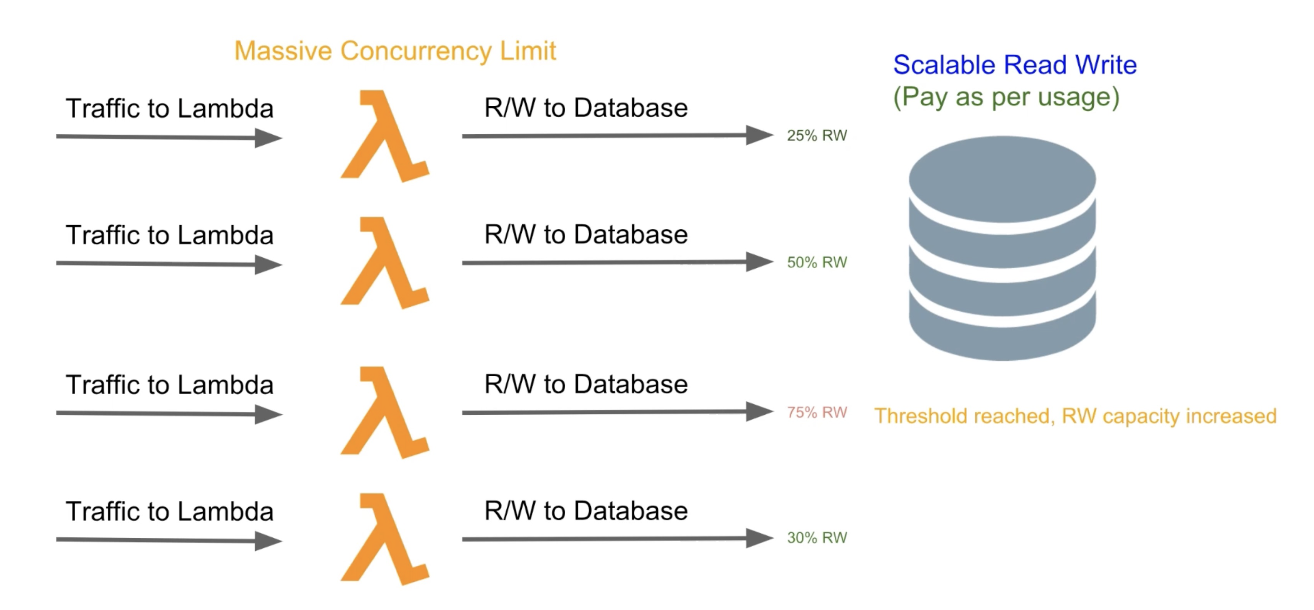 Massive Concurrency Limit
Scalable Read Write
(Pay as per usage)
Traffic to Lambda
R/W to Database
25% RW
Traffic to Lambda
R/W to Database
50% RW
Traffic to Lambda
R/W to Database
75% RW
Threshold reached, RW capacity increased
Traffic to Lambda
R/W to Database
30% RW